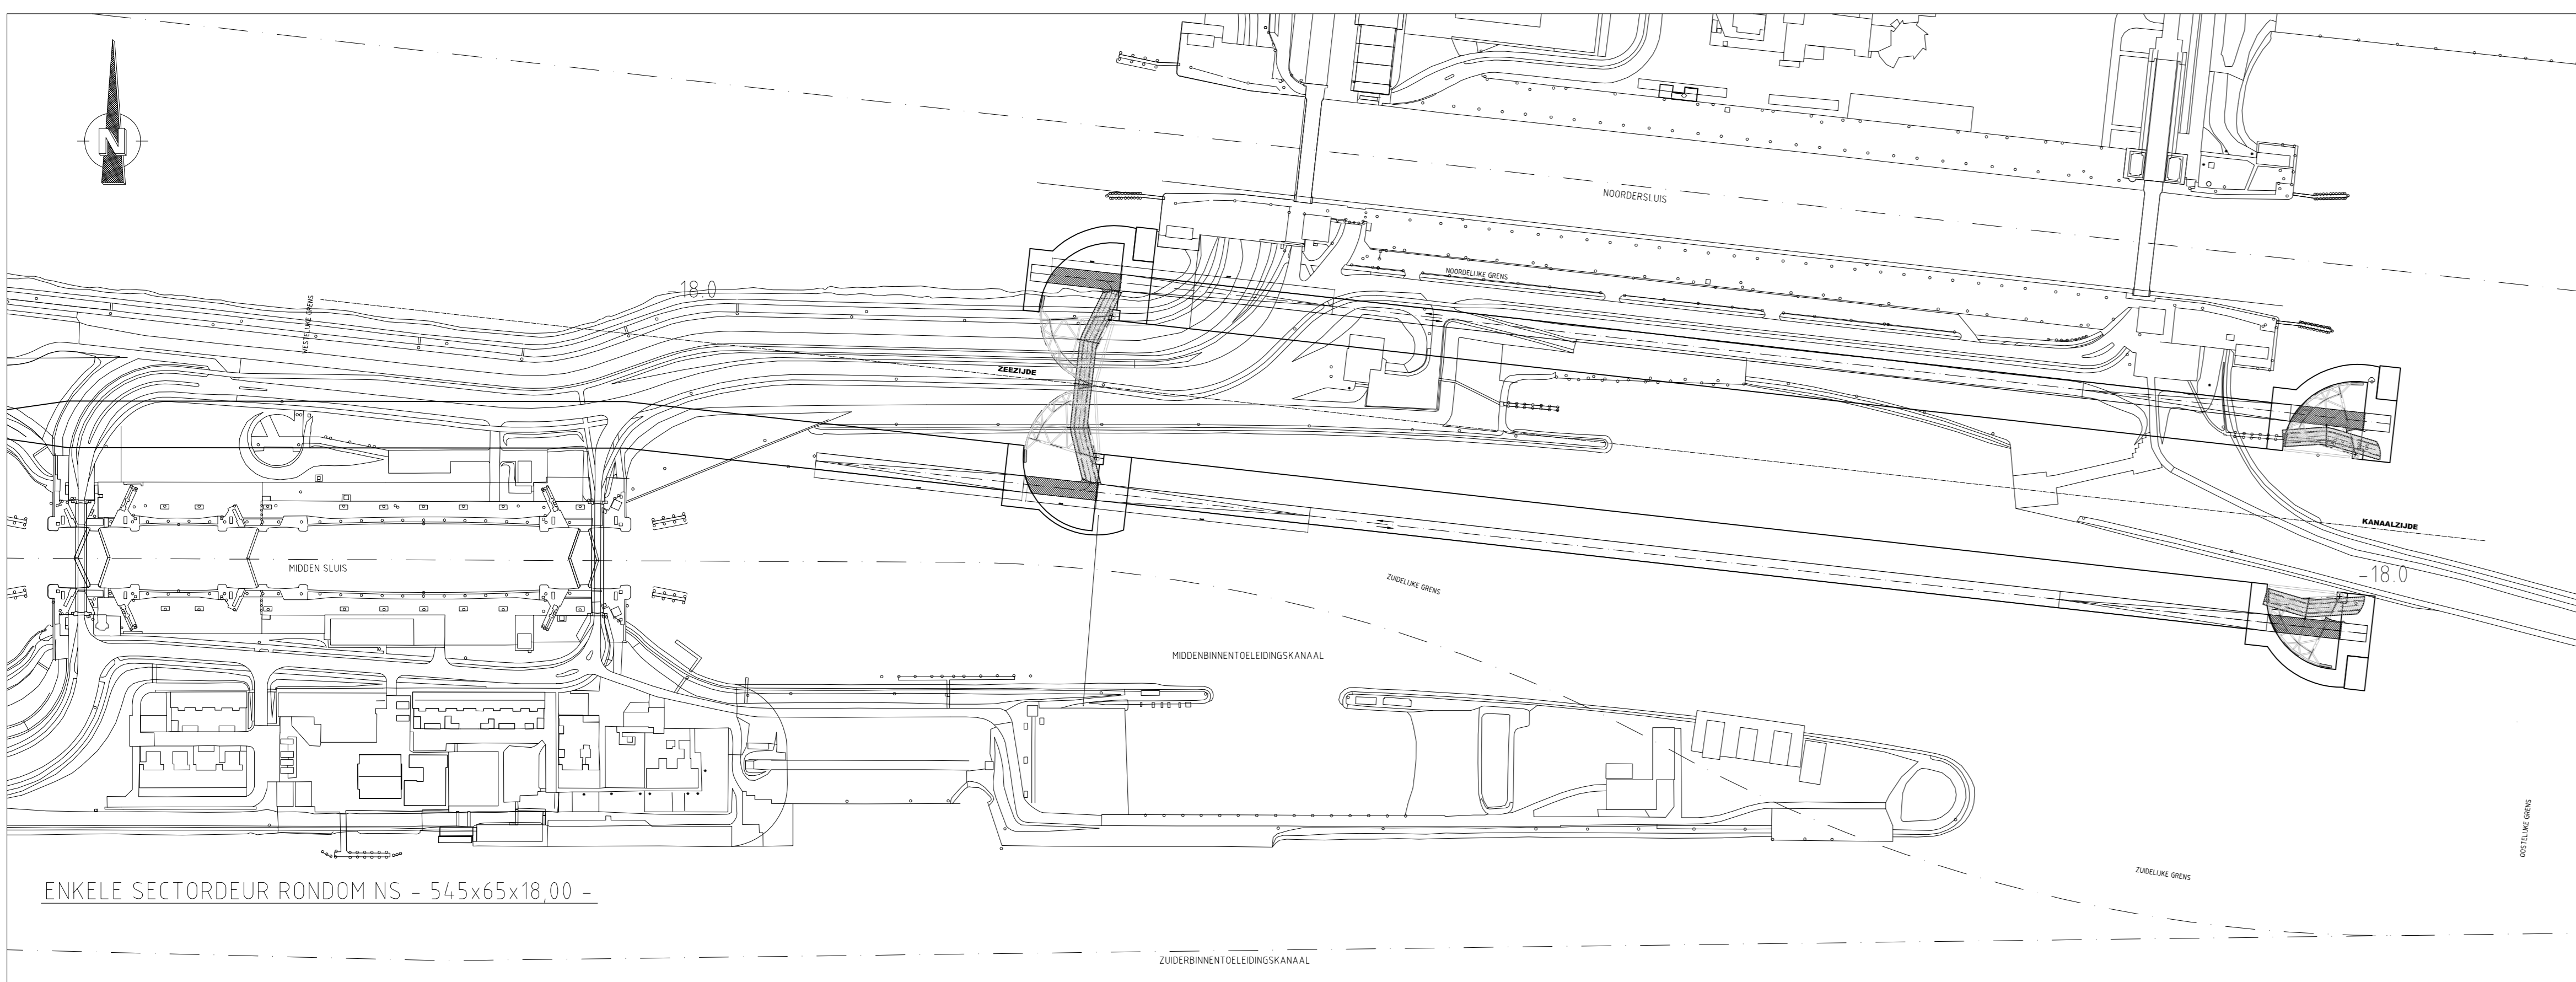 N
NOORDERSLUIS
NOORDELIJKE GRENS
-18.0
WESTELIJKE GRENS
ZEEZIJDE
KANAALZIJDE
MIDDEN SLUIS
-18.0
ZUIDELIJKE GRENS
MIDDENBINNENTOELEIDINGSKANAAL
OOSTELIJKE GRENS
ZUIDELIJKE GRENS
ENKELE SECTORDEUR RONDOM NS - 545x65x18,00 -
ZUIDERBINNENTOELEIDINGSKANAAL